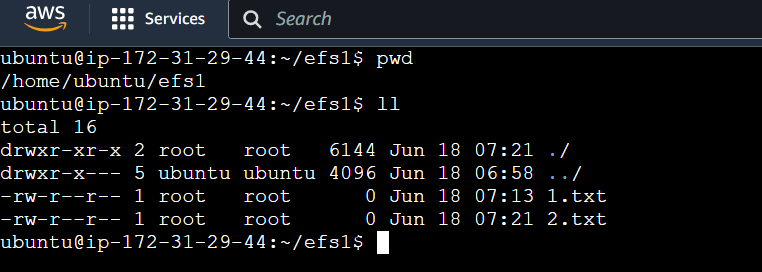 aws Services Search
ubuntu@ip-172-31-29-44:~/efs1$ pwd
/home/ubuntu/efs1
ubuntu@ip-172-31-29-44:~/efs1$ ll
total 16
drwxr-xr-x 2 root   root   6144 Jun 18 07:21 ./
drwxr-x--- 5 ubuntu ubuntu 4096 Jun 18 06:58 ../
-rw-r--r-- 1 root   root      0 Jun 18 07:13 1.txt
-rw-r--r-- 1 root   root      0 Jun 18 07:21 2.txt
ubuntu@ip-172-31-29-44:~/efs1$